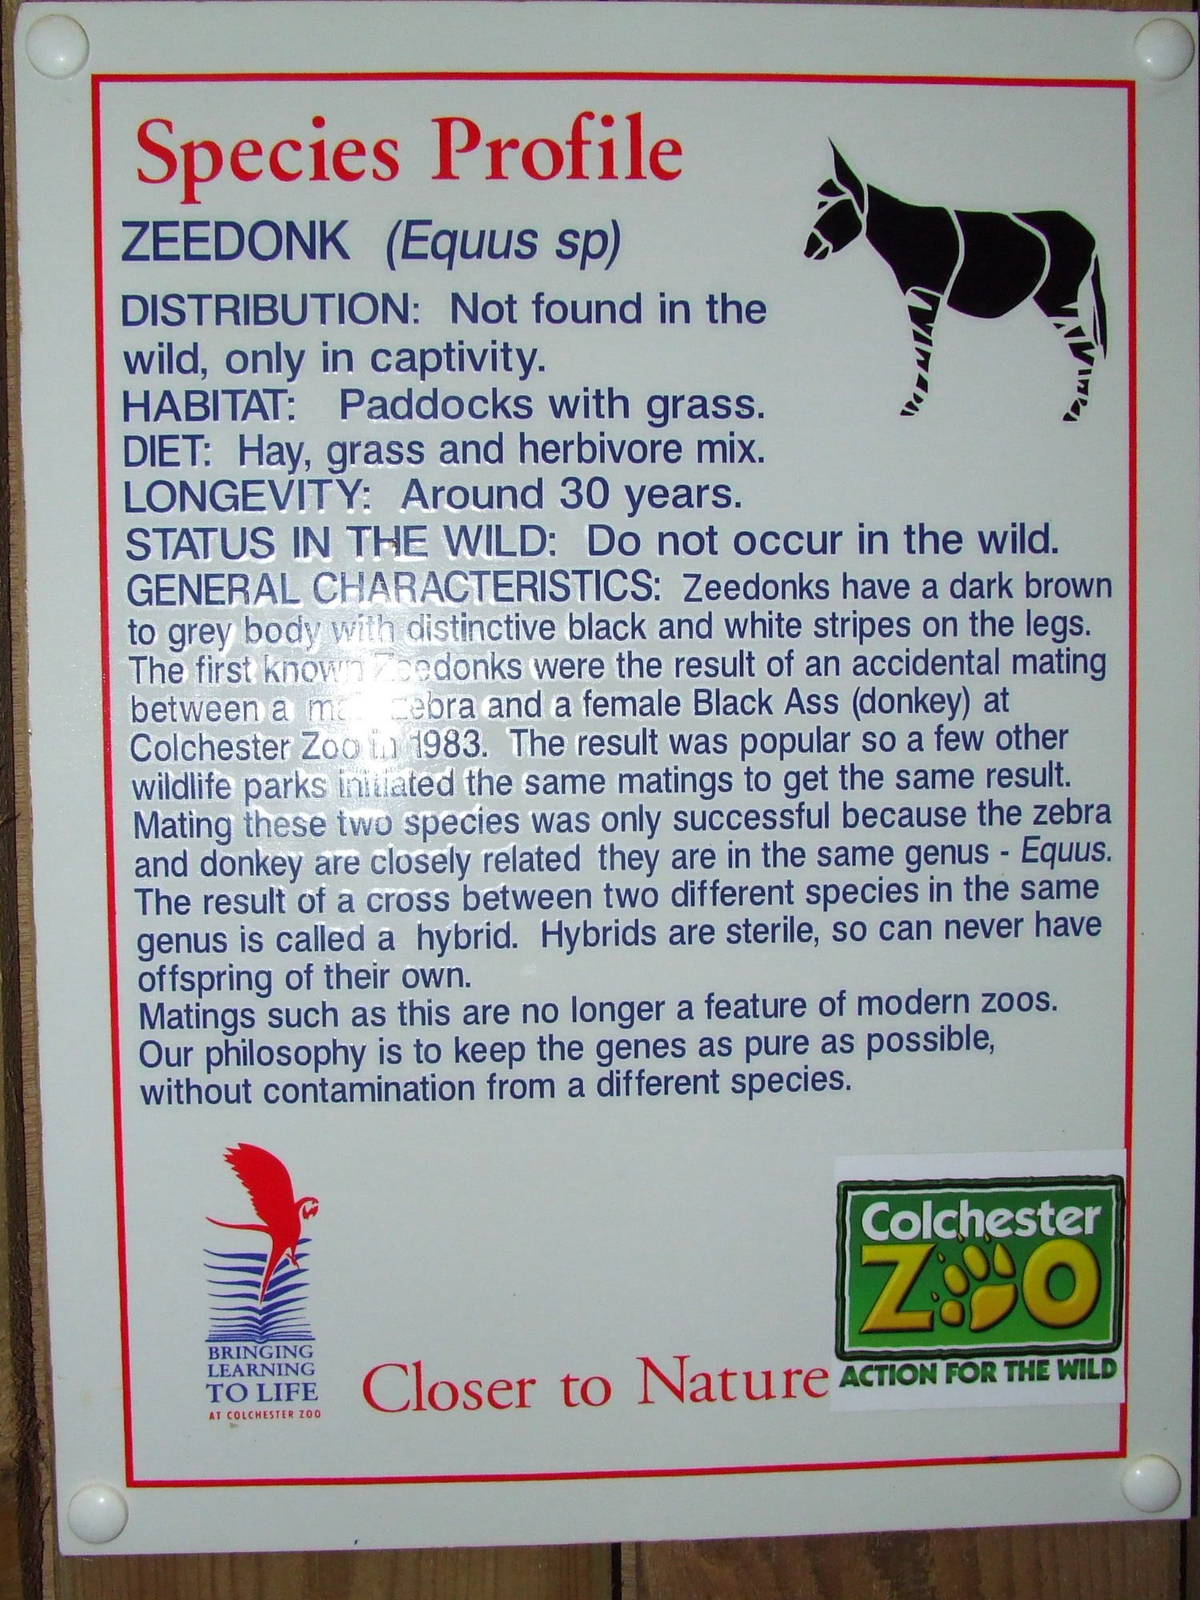 Species Profile
ZEEDONK (Equus sp)
DISTRIBUTION: Not found in the
wild, only in captivity.
HABITAT: Paddocks with grass.
DIET: Hay, grass and herbivore mix.
LONGEVITY: Around 30 years.
STATUS IN THE WILD: Do not occur in the wild.
GENERAL CHARACTERISTICS: Zeedonks have a dark brown
to grey body with distinctive black and white stripes on the legs.
The first known Zeedonks were the result of an accidental mating
between a male zebra and a female Black Ass (donkey) at
Colchester Zoo in 1983. The result was popular so a few other
wildlife parks initiated the same matings to get the same result.
Mating these two species was only successful because the zebra
and donkey are closely related they are in the same genus - Equus.
The result of a cross between two different species in the same
genus is called a hybrid. Hybrids are sterile, so can never have
offspring of their own.
Matings such as this are no longer a feature of modern zoos.
Our philosophy is to keep the genes as pure as possible,
without contamination from a different species.
BRINGING
LEARNING
TO LIFE
AT COLCHESTER ZOO
Closer to Nature
Colchester
ZOO
ACTION FOR THE WILD